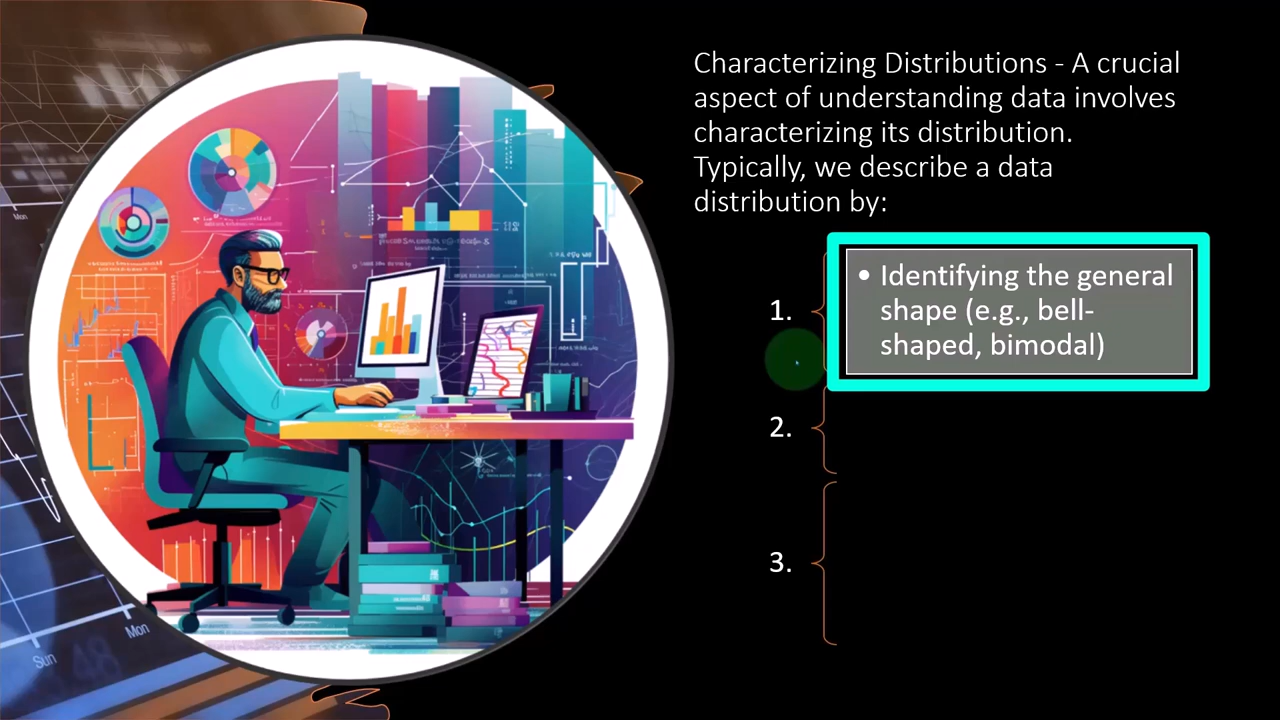 Characterizing Distributions - A crucial
aspect of understanding data involves
characterizing its distribution.
Typically, we describe a data
distribution by:
1.
• Identifying the general
shape (e.g., bell-
shaped, bimodal)
2.
3.
Mon
Mon
Sun